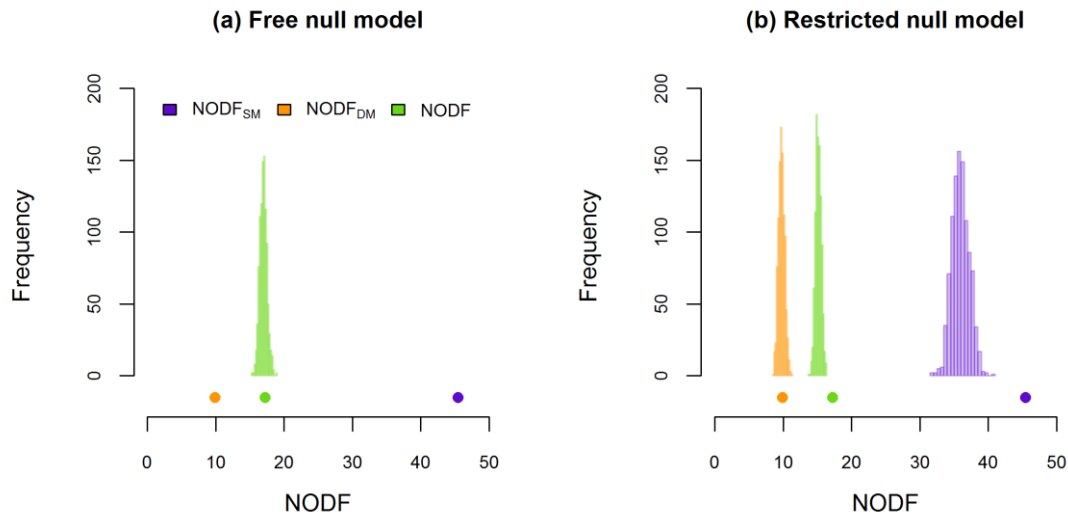 (a) Free null model
(b) Restricted null model
200
150
100
50
0
Frequency
NODFSM NODFDM NODF
0 10 20 30 40 50
NODF
200
150
100
50
0
Frequency
0 10 20 30 40 50
NODF